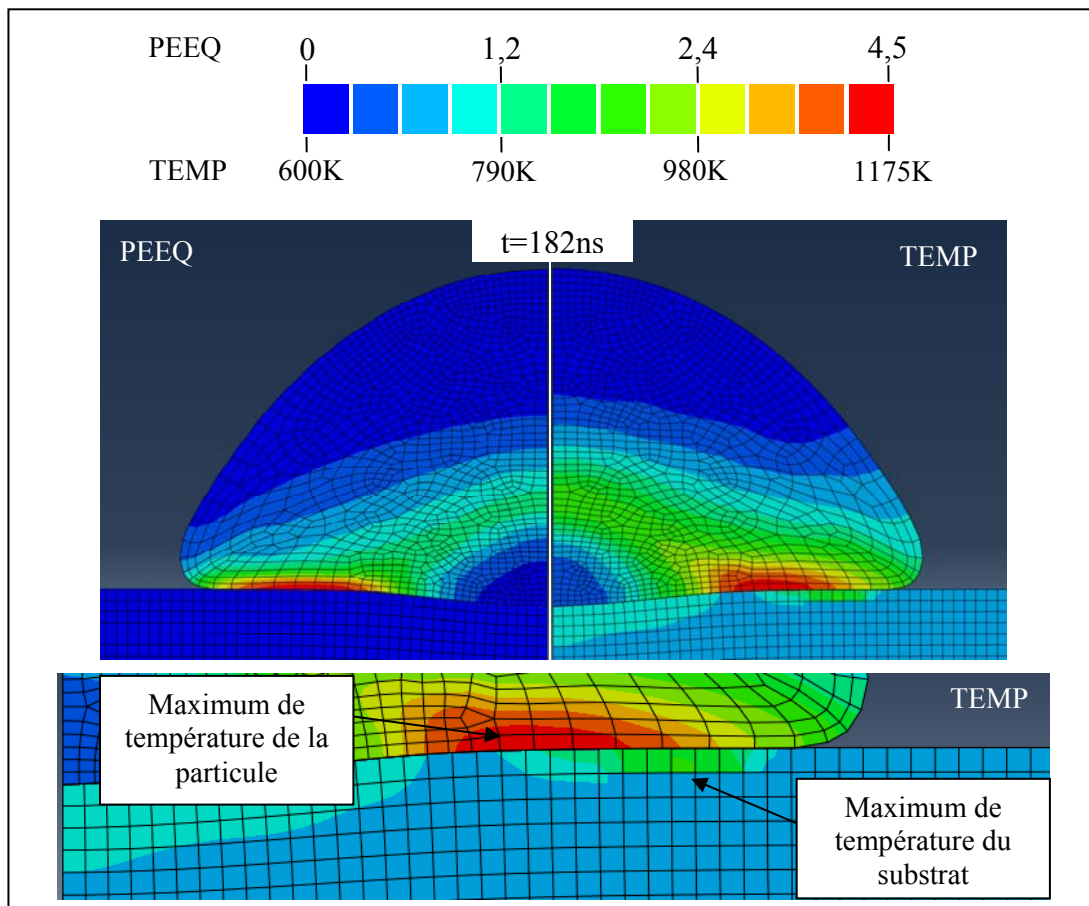 PEEQ 0 1,2 2,4 4,5
TEMP 600K 790K 980K 1175K
PEEQ
t=182ns
TEMP
TEMP
Maximum de
température de la
particule
Maximum de
température du
substrat